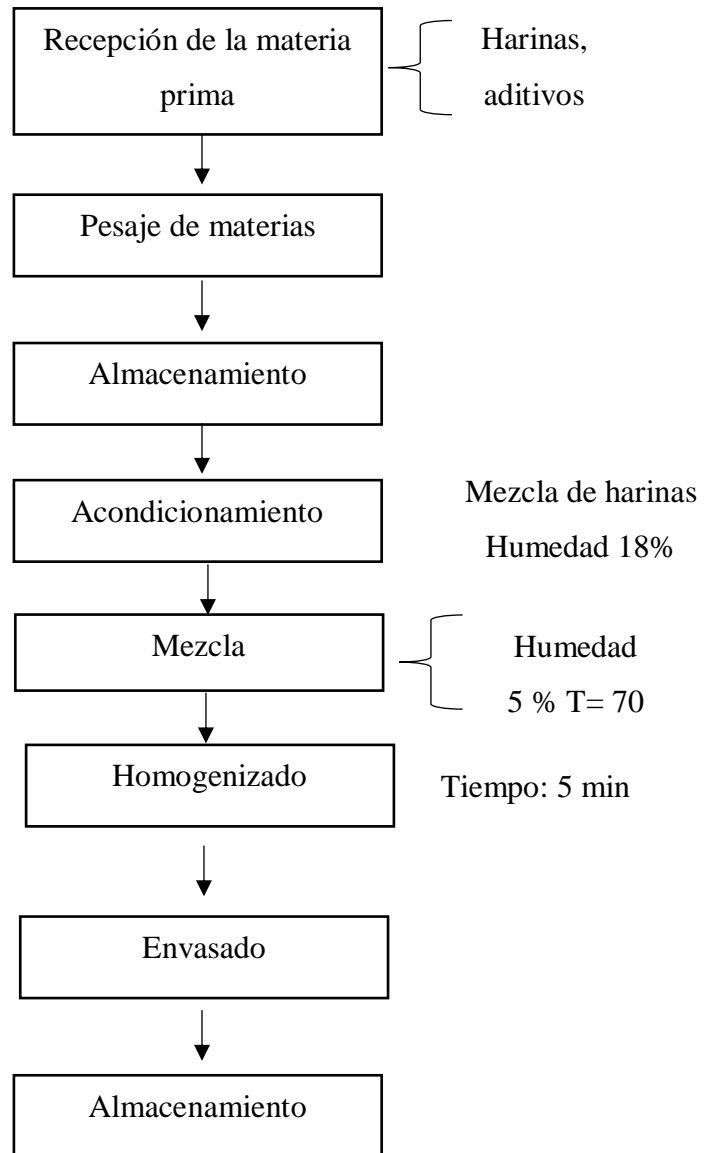 Recepción de la materia
prima
Harinas,
aditivos
Pesaje de materias
Almacenamiento
Acondicionamiento
Mezcla de harinas
Humedad 18%
Mezcla
Humedad
5 % T= 70
Homogenizado
Tiempo: 5 min
Envasado
Almacenamiento